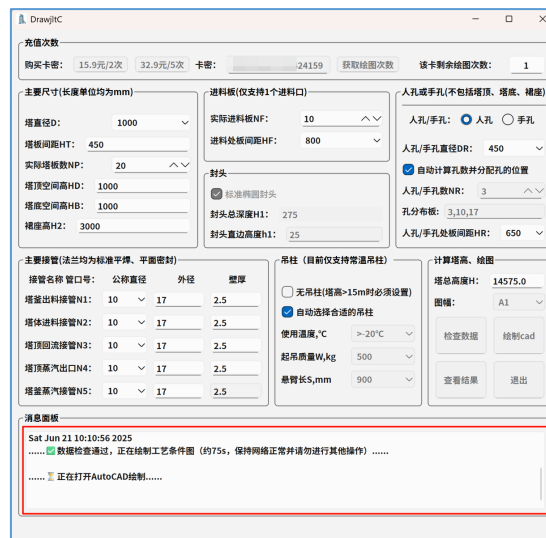 DrawjltC
充值次数
购买卡密： 15.9元/2次 32.9元/5次 卡密： 24159 获取绘图次数 该卡剩余绘图次数： 1
主要尺寸(长度单位均为mm)
塔直径D： 1000
塔板间距HT： 450
实际塔板数NP： 20
塔顶空间高HD： 1000
塔底空间高HB： 1000
裙座高H2： 3000
进料板(仅支持1个进料口)
实际进料板NF： 10
进料处板间距HF： 800
封头
标准椭圆封头
封头总深度H1： 275
封头直边高度h1： 25
人孔或手孔(不包括塔顶、塔底、裙座)
人孔/手孔： 人孔 手孔
人孔/手孔直径DR： 450
自动计算孔数并分配孔的位置
人孔/手孔数NR： 3
孔分布板： 3,10,17
人孔/手孔处板间距HR： 650
主要接管(法兰均为标准平焊、平面密封)
接管名称 管口号： 公称直径 外径 壁厚
塔釜出料接管N1： 10 17 2.5
塔体进料接管N2： 10 17 2.5
塔顶回流接管N3： 10 17 2.5
塔顶蒸汽出口N4： 10 17 2.5
塔釜蒸汽接管N5： 10 17 2.5
吊柱（目前仅支持常温吊柱）
无吊柱(塔高>15m时必须设置)
自动选择合适的吊柱
使用温度,℃ >-20℃
起吊质量W,kg 500
悬臂长S,mm 900
计算塔高、绘图
塔总高度H： 14575.0
图幅： A1
检查数据 绘制cad
查看结果 退出
消息面板
Sat Jun 21 10:10:56 2025
...... ✅ 数据检查通过，正在绘制工艺条件图（约75s，保持网络正常并请勿进行其他操作）......
...... ⏳ 正在打开AutoCAD绘制......